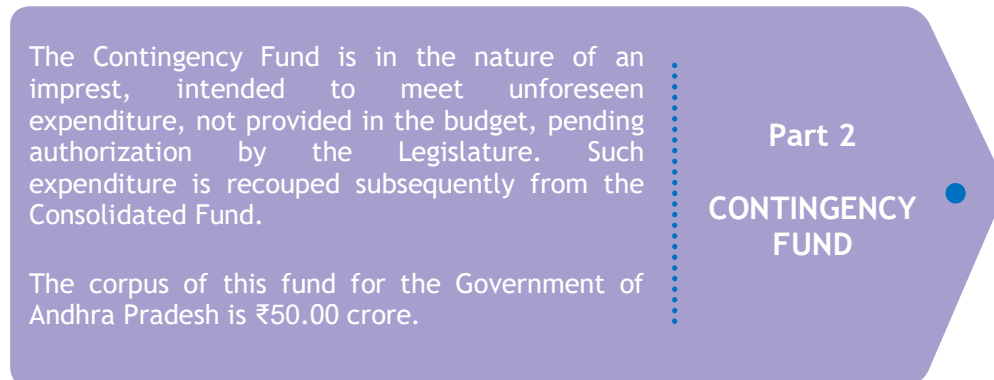 The Contingency Fund is in the nature of an
imprest, intended to meet unforeseen
expenditure, not provided in the budget, pending
authorization by the Legislature. Such
expenditure is recouped subsequently from the
Consolidated Fund.
The corpus of this fund for the Government of
Andhra Pradesh is ₹50.00 crore.
Part 2
CONTINGENCY
FUND